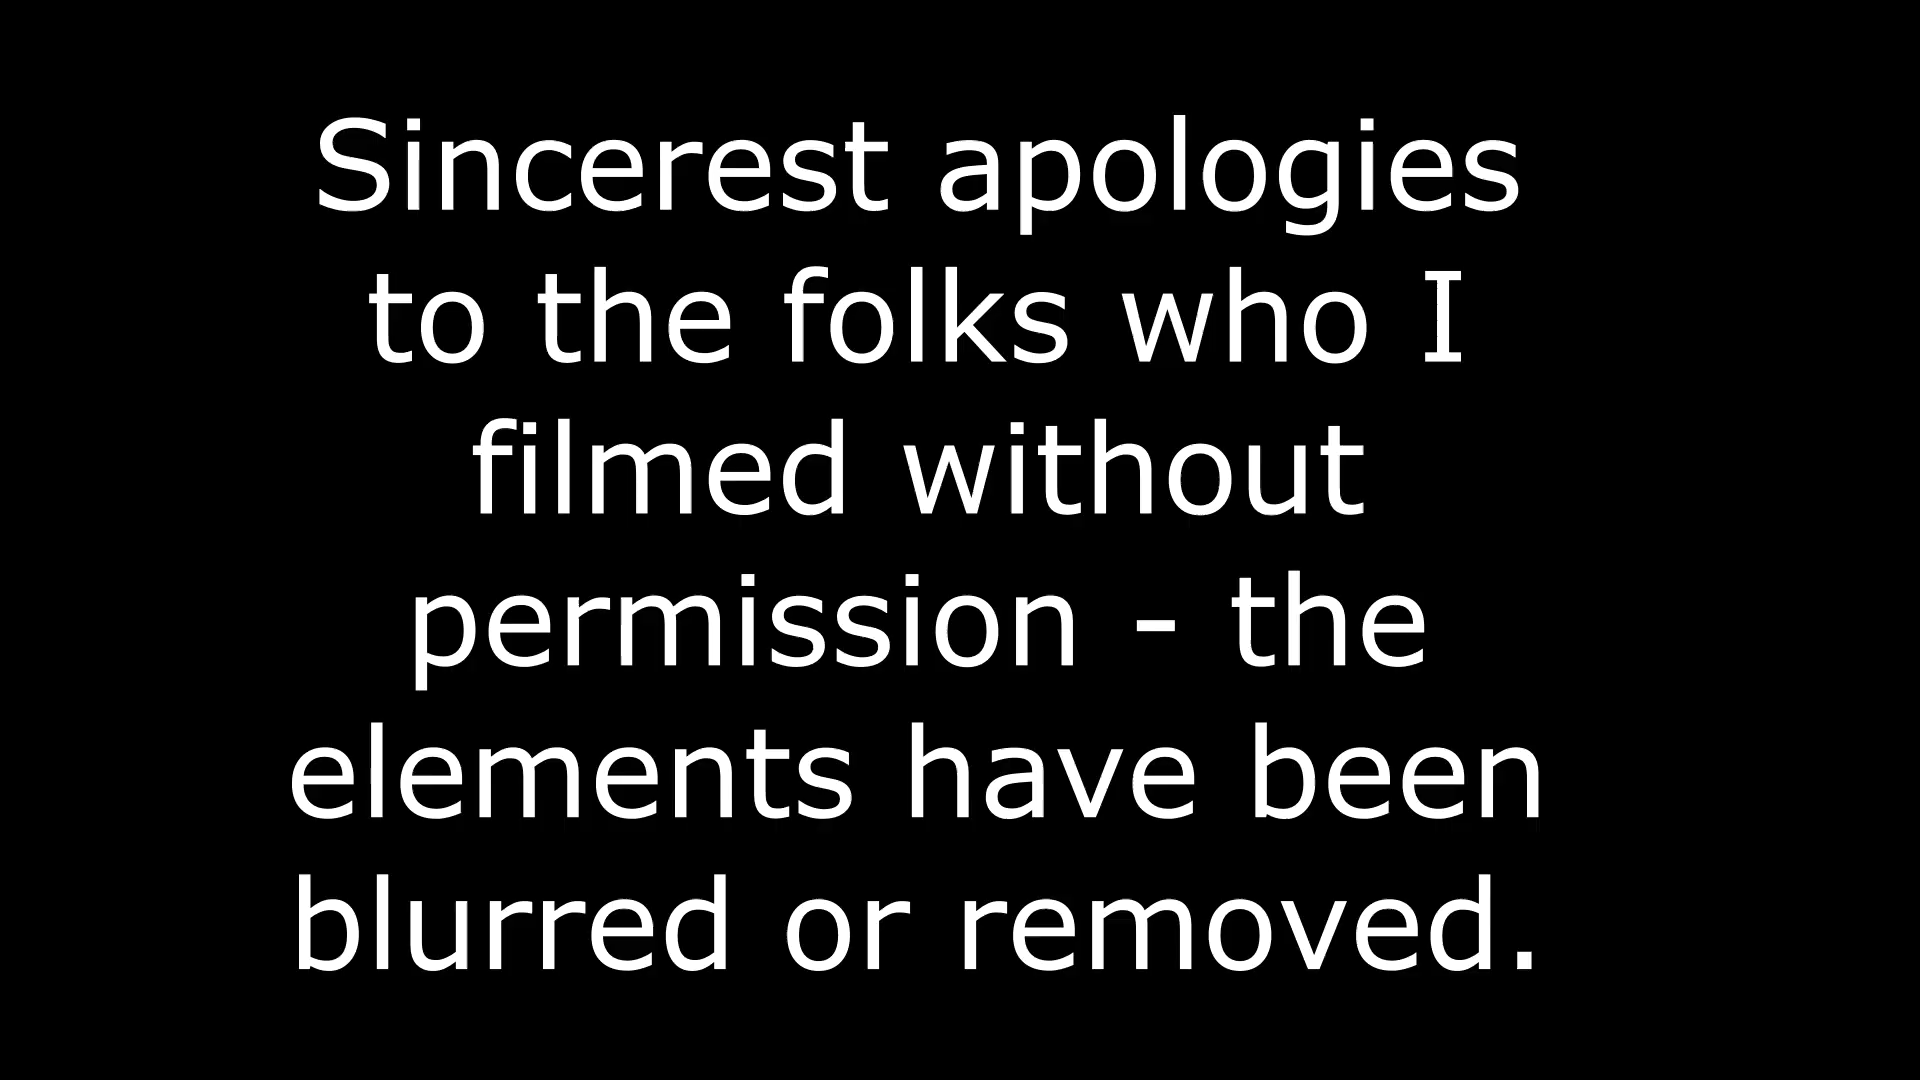 Sincerest apologies
to the folks who I
filmed without
permission - the
elements have been
blurred or removed.